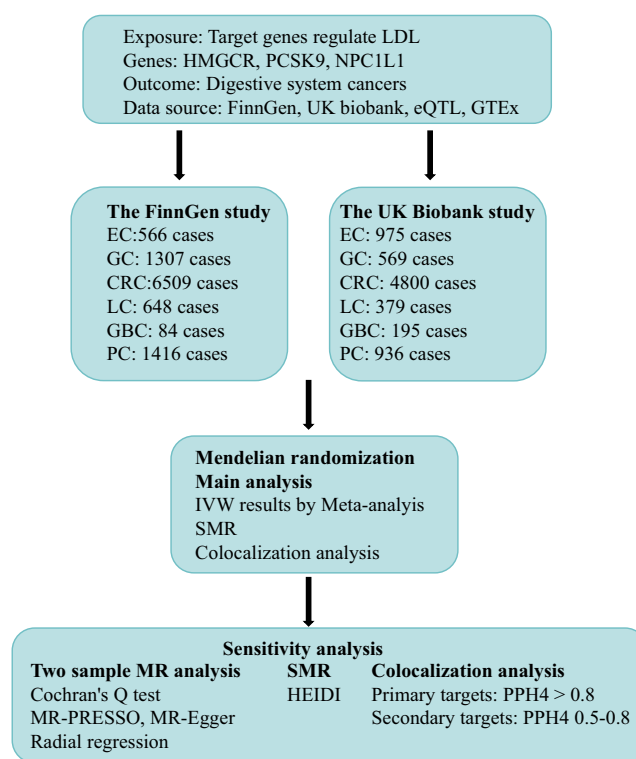 Exposure: Target genes regulate LDL
Genes: HMGCR, PCSK9, NPC1L1
Outcome: Digestive system cancers
Data source: FinnGen, UK biobank, eQTL, GTEx
The FinnGen study
EC:566 cases
GC: 1307 cases
CRC:6509 cases
LC: 648 cases
GBC: 84 cases
PC: 1416 cases
The UK Biobank study
EC: 975 cases
GC: 569 cases
CRC: 4800 cases
LC: 379 cases
GBC: 195 cases
PC: 936 cases
Mendelian randomization
Main analysis
IVW results by Meta-analysis
SMR
Colocalization analysis
Sensitivity analysis
Two sample MR analysis
Cochran's Q test
MR-PRESSO, MR-Egger
Radial regression
SMR
HEIDI
Colocalization analysis
Primary targets: PPH4 > 0.8
Secondary targets: PPH4 0.5-0.8